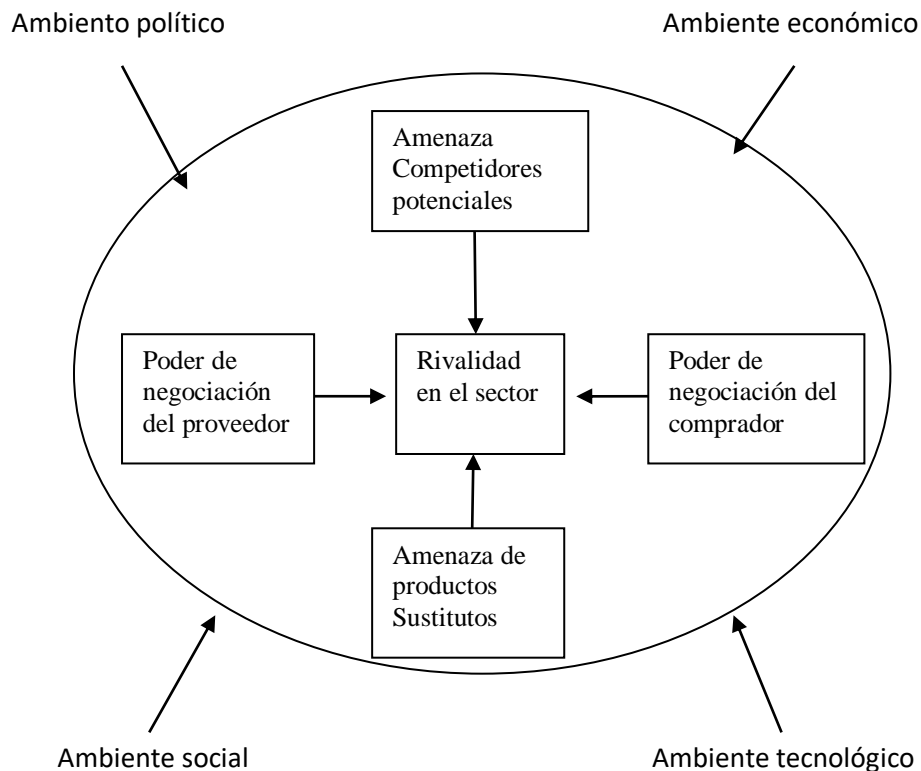 Ambiento político
Ambiente económico
Amenaza
Competidores
potenciales
Poder de
negociación
del proveedor
Rivalidad
en el sector
Poder de
negociación del
comprador
Amenaza de
productos
Sustitutos
Ambiente social
Ambiente tecnológico